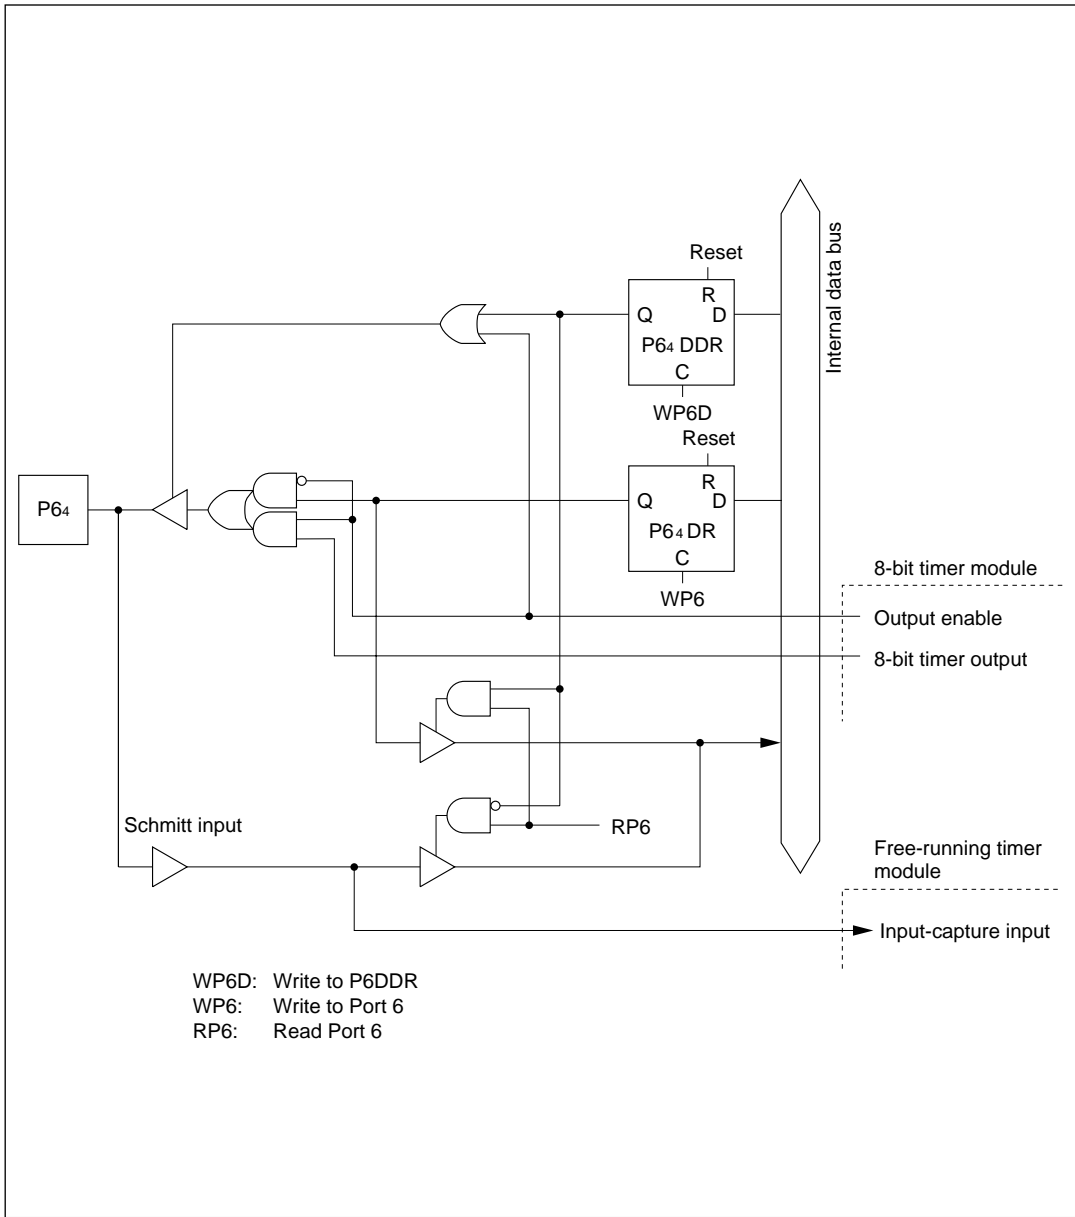 Reset
R
Q D
P64 DDR
C
WP6D
Internal data bus
Reset
R
Q D
P64 DR
C
WP6
P64
8-bit timer module
Output enable
8-bit timer output
RP6
Schmitt input
Free-running timer
module
Input-capture input
WP6D: Write to P6DDR
WP6: Write to Port 6
RP6: Read Port 6